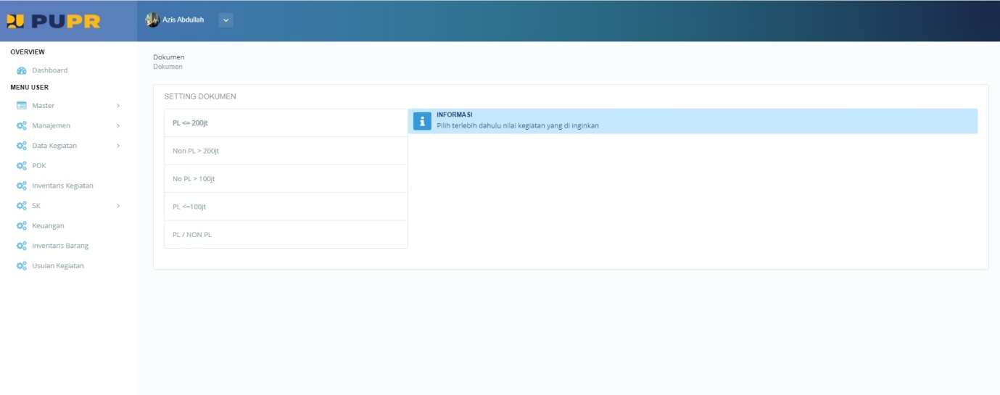 PUPR
Azis Abdullah
OVERVIEW
Dashboard
MENU USER
Master
Manajemen
Data Kegiatan
POK
Inventaris Kegiatan
SK
Keuangan
Inventaris Barang
Usulan Kegiatan
Dokumen
Dokumen
SETTING DOKUMEN
PL <= 200jt
Non PL > 200jt
No PL > 100jt
PL <=100jt
PL / NON PL
INFORMASI
Pilih terlebih dahulu nilai kegiatan yang di inginkan